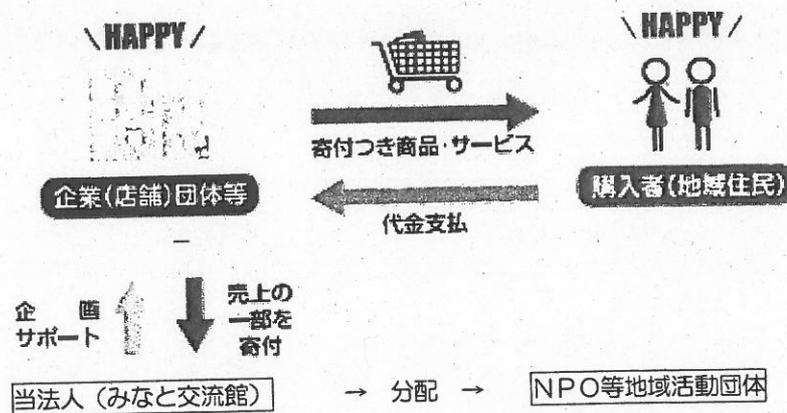 \ HAPPY /
\ HAPPY /
寄付つき商品・サービス
企業(店舗)団体等
購入者(地域住民)
代金支払
企　画
サポート
売上の
一部を
寄付
当法人（みなと交流館）　→　分配　→　NPO等地域活動団体